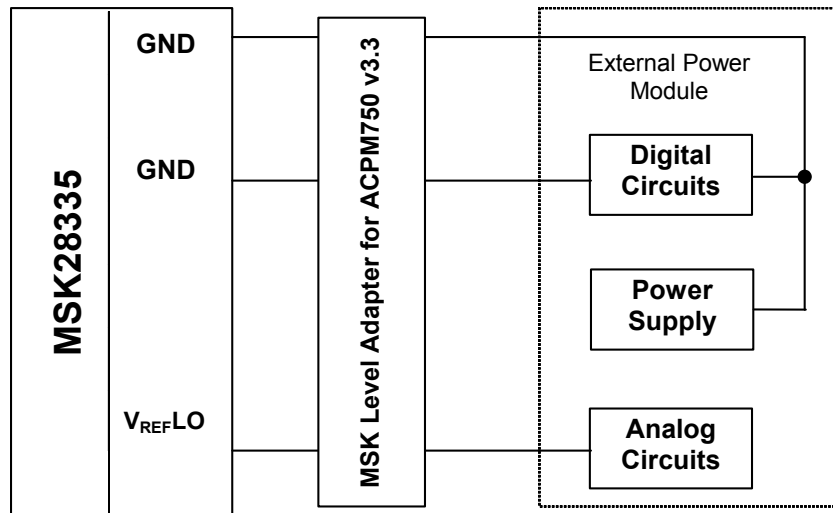 MSK28335
GND
GND
V_REFLO
MSK Level Adapter for ACPM750 v3.3
External Power
Module
Digital
Circuits
Power
Supply
Analog
Circuits